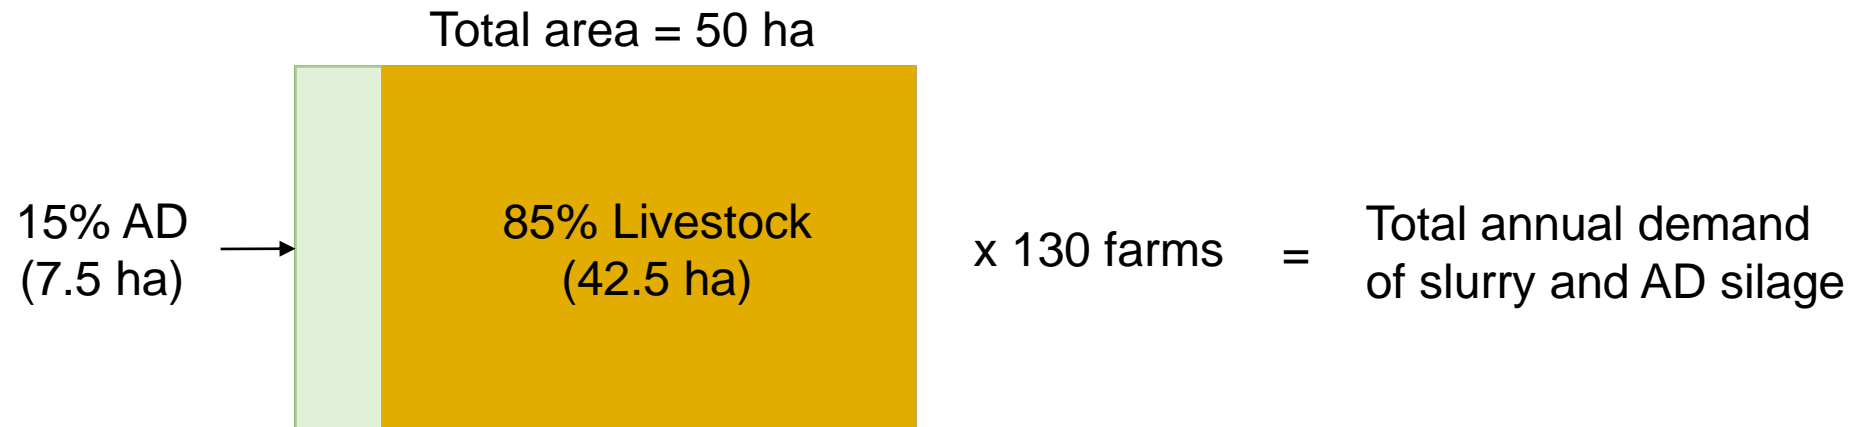 Total area = 50 ha
15% AD
(7.5 ha)
85% Livestock
(42.5 ha)
x 130 farms
=
Total annual demand
of slurry and AD silage